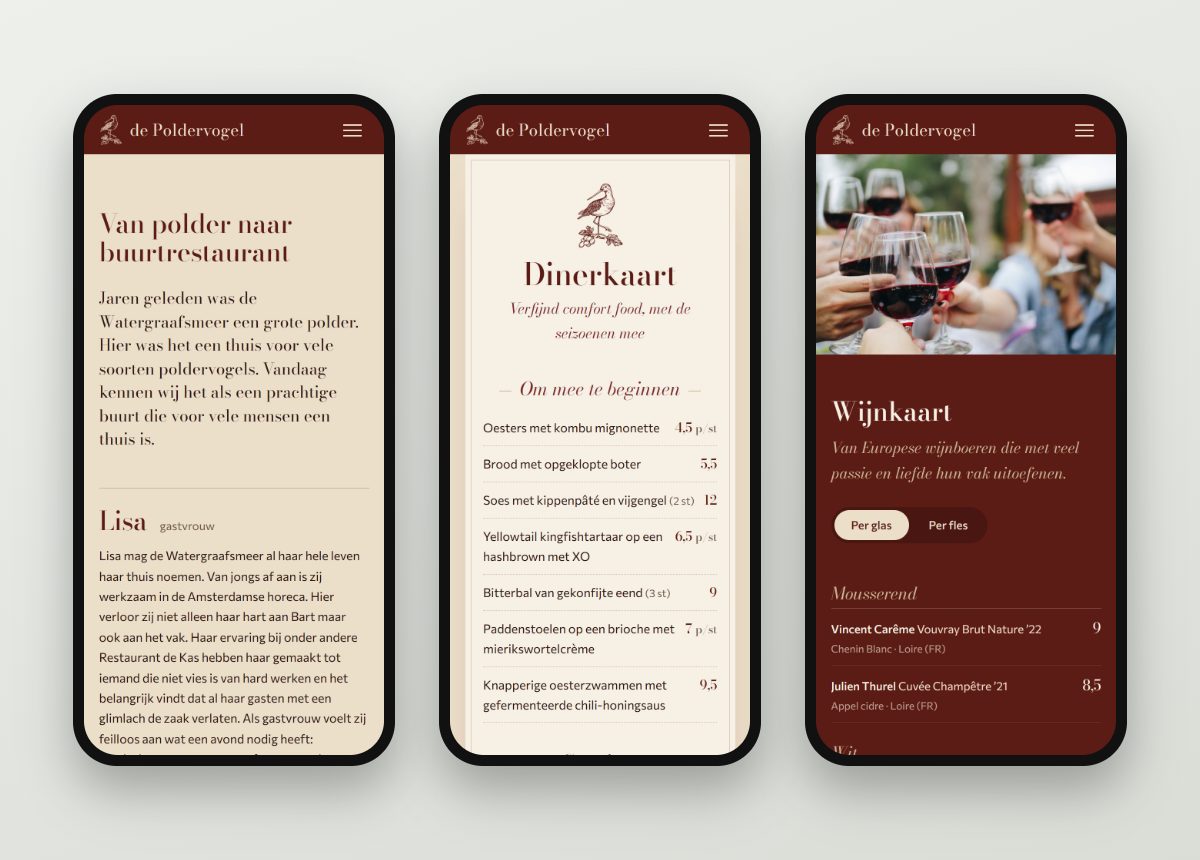 de Poldervogel
Van polder naar
buurtrestaurant
Jaren geleden was de
Watergraafsmeer een grote polder.
Hier was het een thuis voor vele
soorten poldervogels. Vandaag
kennen wij het als een prachtige
buurt die voor vele mensen een
thuis is.
Lisa gastvrouw
Lisa mag de Watergraafsmeer al haar hele leven
haar thuis noemen. Van jongs af aan is zij
werkzaam in de Amsterdamse horeca. Hier
verloor zij niet alleen haar hart aan Bart maar
ook aan het vak. Haar ervaring bij onder andere
Restaurant de Kas hebben haar gemaakt tot
iemand die niet vies is van hard werken en het
belangrijk vindt dat al haar gasten met een
glimlach de zaak verlaten. Als gastvrouw voelt zij
feilloos aan wat een avond nodig heeft:
de Poldervogel
Dinerkaart
Verfijnd comfort food, met de
seizoenen mee
— Om mee te beginnen —
Oesters met kombu mignonette 4,5 p/st
Brood met opgeklopte boter 5,5
Soes met kippenpâté en vijgengel (2 st) 12
Yellowtail kingfishtartaar op een 6,5 p/st
hashbrown met XO
Bitterbal van gekonfijte eend (3 st) 9
Paddenstoelen op een brioche met 7 p/st
mierikswortelcrème
Knapperige oesterzwammen met 9,5
gefermenteerde chili-honingsaus
de Poldervogel
Wijnkaart
Van Europese wijnboeren die met veel
passie en liefde hun vak uitoefenen.
Per glas Per fles
Mousserend
Vincent Carême Vouvray Brut Nature ’22 9
Chenin Blanc · Loire (FR)
Julien Thurel Cuvée Champêtre ’21 8,5
Appel cidre · Loire (FR)
Wit